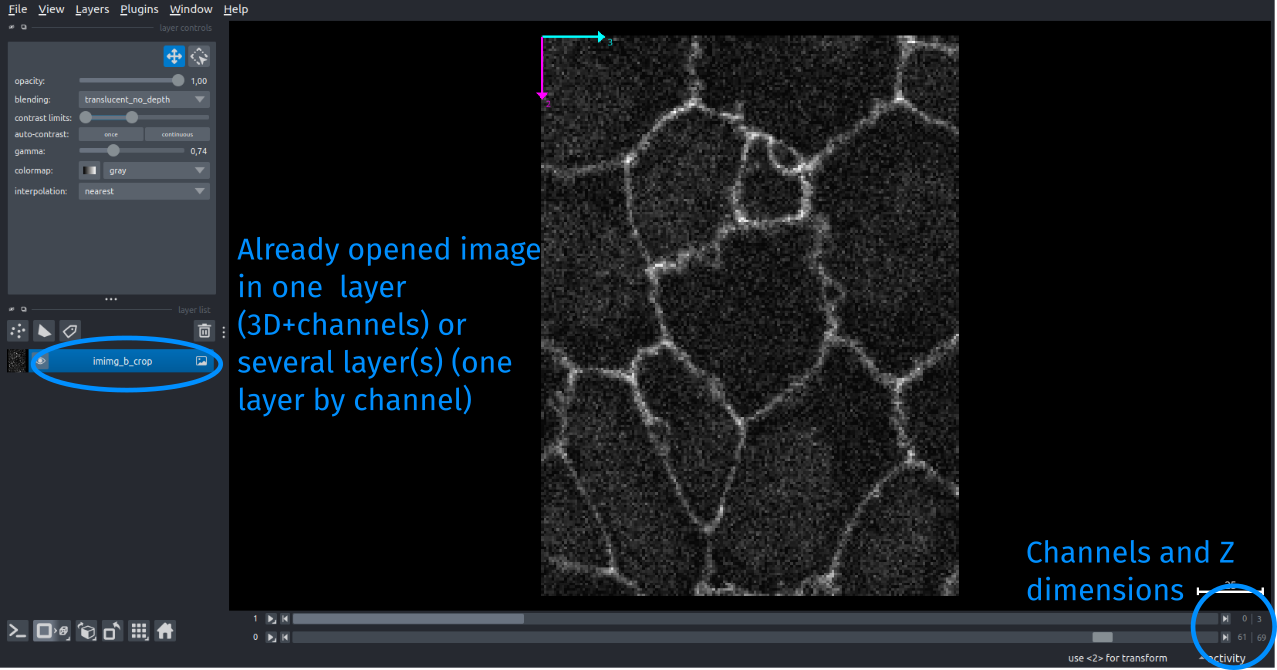 File View Layers Plugins Window Help
layer controls
opacity: 1,00
blending: translucent_no_depth
contrast limits:
auto-contrast: once continuous
gamma: 0,74
colormap: gray
interpolation: nearest
layer list
imimg_b_crop
3
2
Already opened image
in one layer
(3D+channels) or
several layer(s) (one
layer by channel)
Channels and Z
dimensions
25
1 0 3
0 61 69
use <2> for transform activity